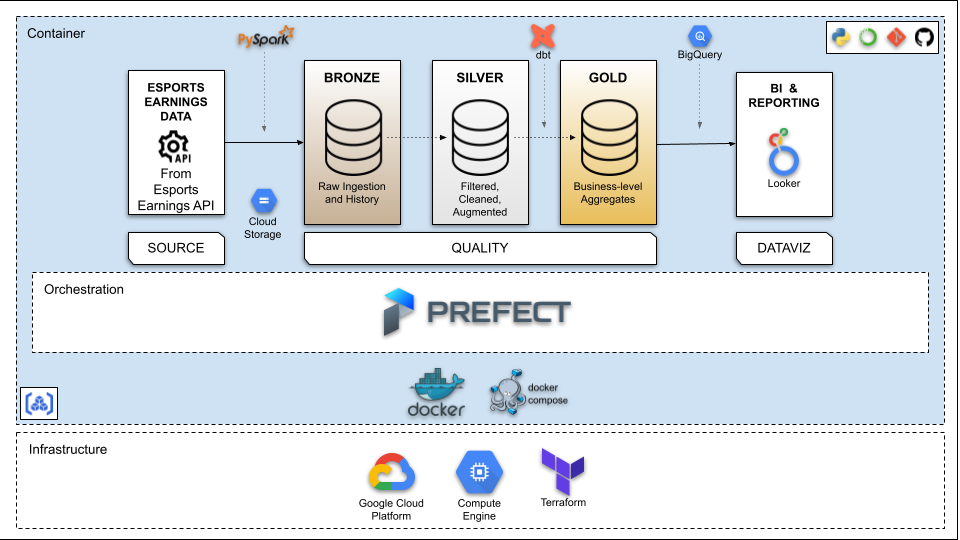 Container
PySpark
dbt
BigQuery
ESPORTS
EARNINGS
DATA
API
From
Esports
Earnings API
BRONZE
Raw Ingestion
and History
SILVER
Filtered,
Cleaned,
Augmented
GOLD
Business-level
Aggregates
BI &
REPORTING
Looker
Cloud
Storage
SOURCE
QUALITY
DATAVIZ
Orchestration
PREFECT
docker
docker
compose
Infrastructure
Google Cloud
Platform
Compute
Engine
Terraform